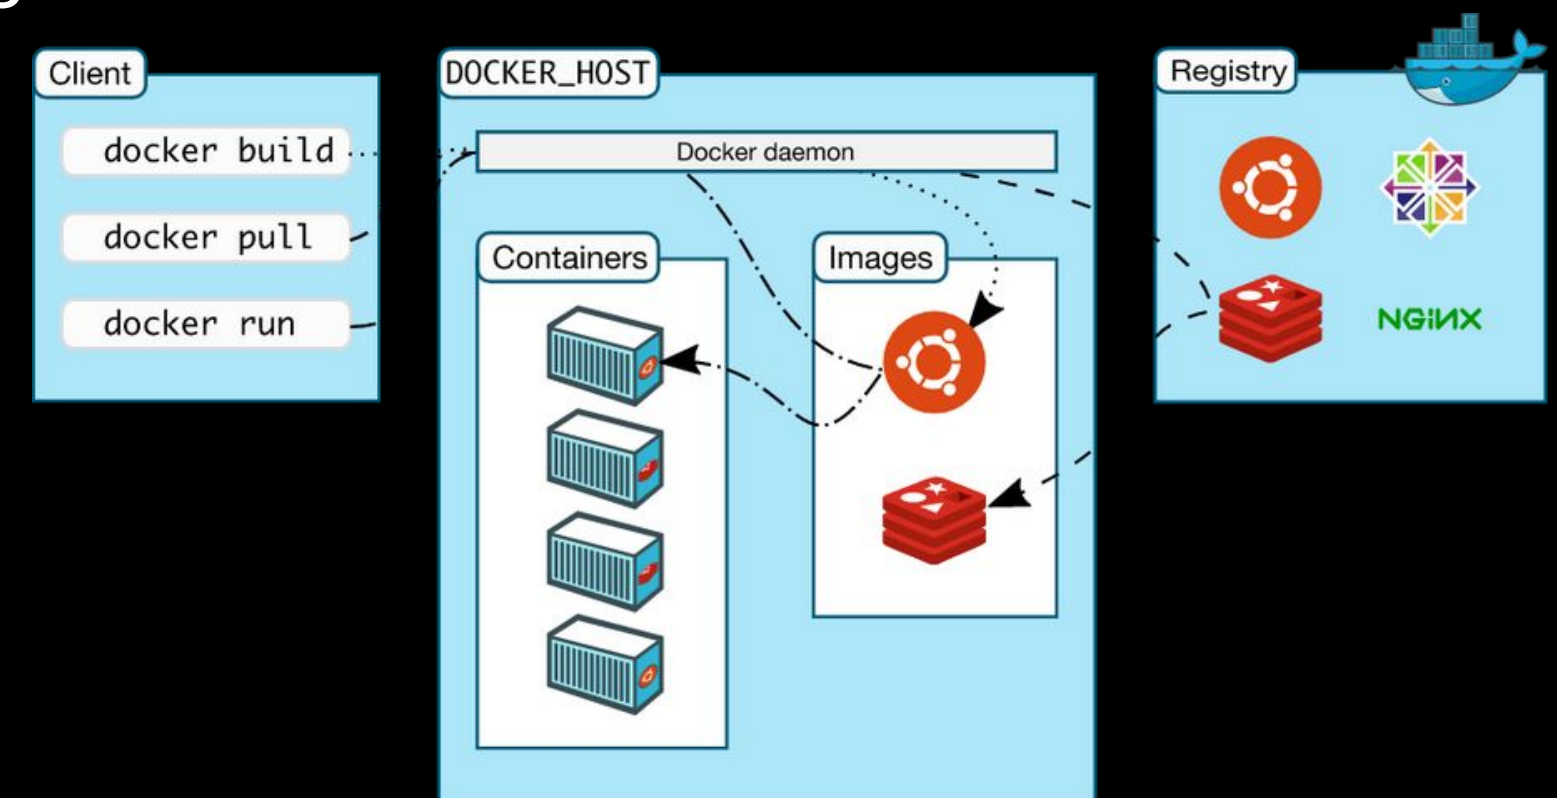 Client
docker build
docker pull
docker run
DOCKER_HOST
Docker daemon
Containers
Images
Registry
NGiNX